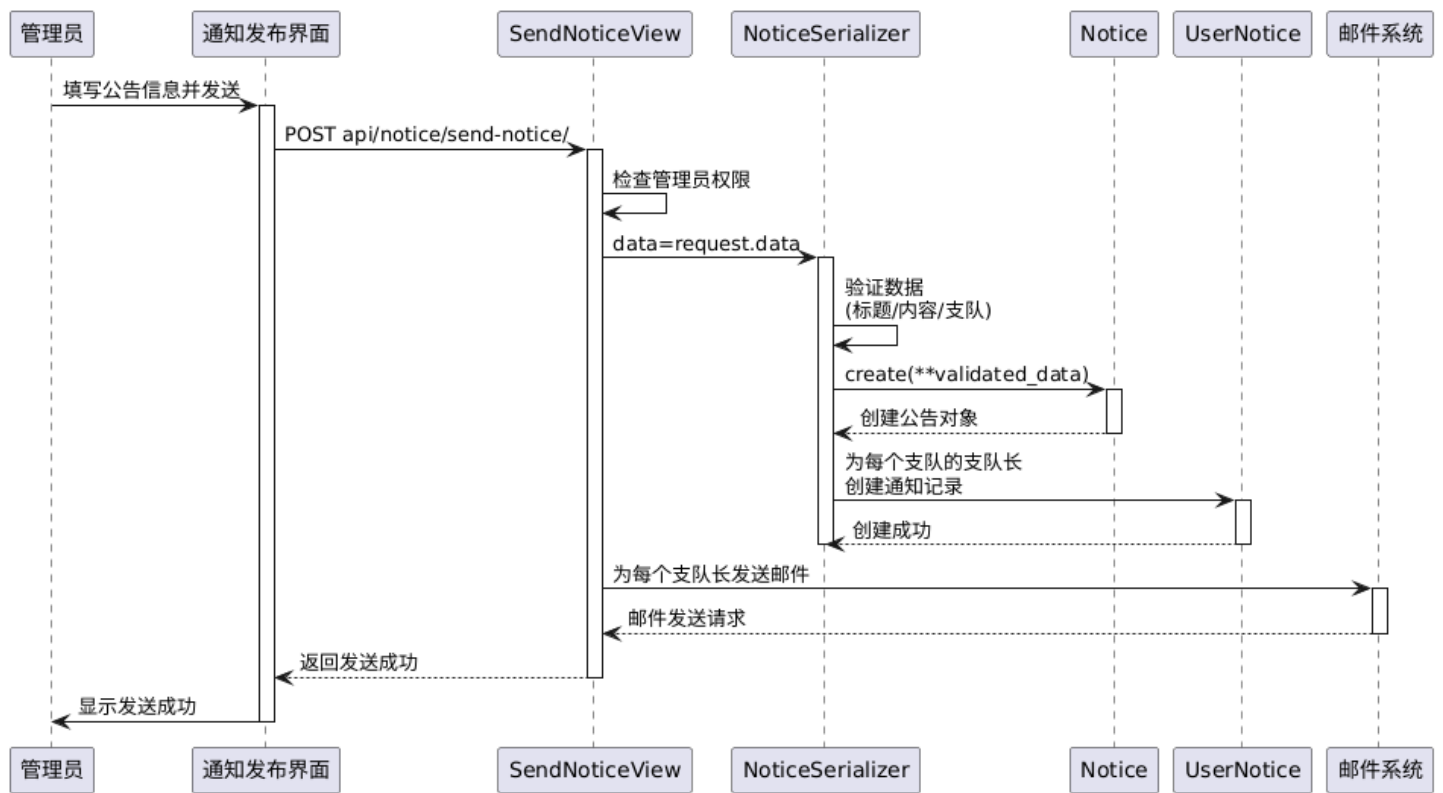 管理员
通知发布界面
SendNoticeView
NoticeSerializer
Notice
UserNotice
邮件系统
填写公告信息并发送
POST api/notice/send-notice/
检查管理员权限
data=request.data
验证数据
(标题/内容/支队)
create(**validated_data)
创建公告对象
为每个支队的支队长
创建通知记录
创建成功
为每个支队长发送邮件
邮件发送请求
返回发送成功
显示发送成功
管理员
通知发布界面
SendNoticeView
NoticeSerializer
Notice
UserNotice
邮件系统